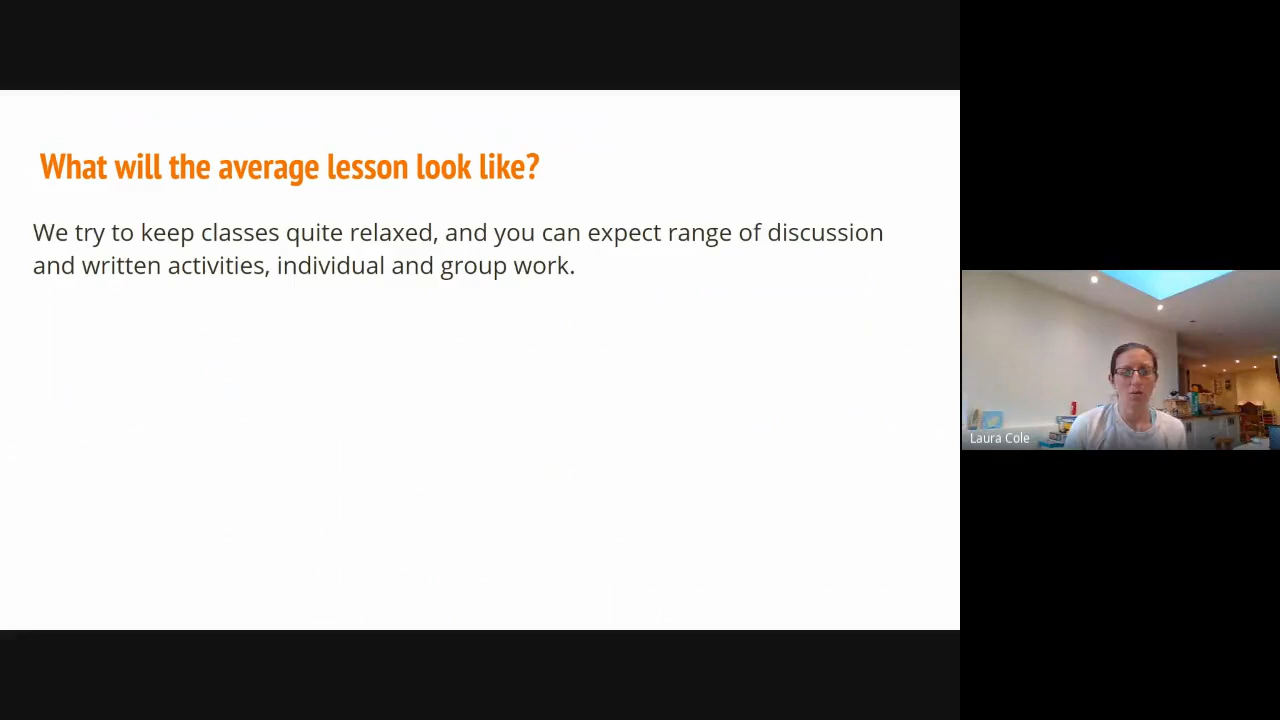 What will the average lesson look like?
We try to keep classes quite relaxed, and you can expect range of discussion
and written activities, individual and group work.
Laura Cole